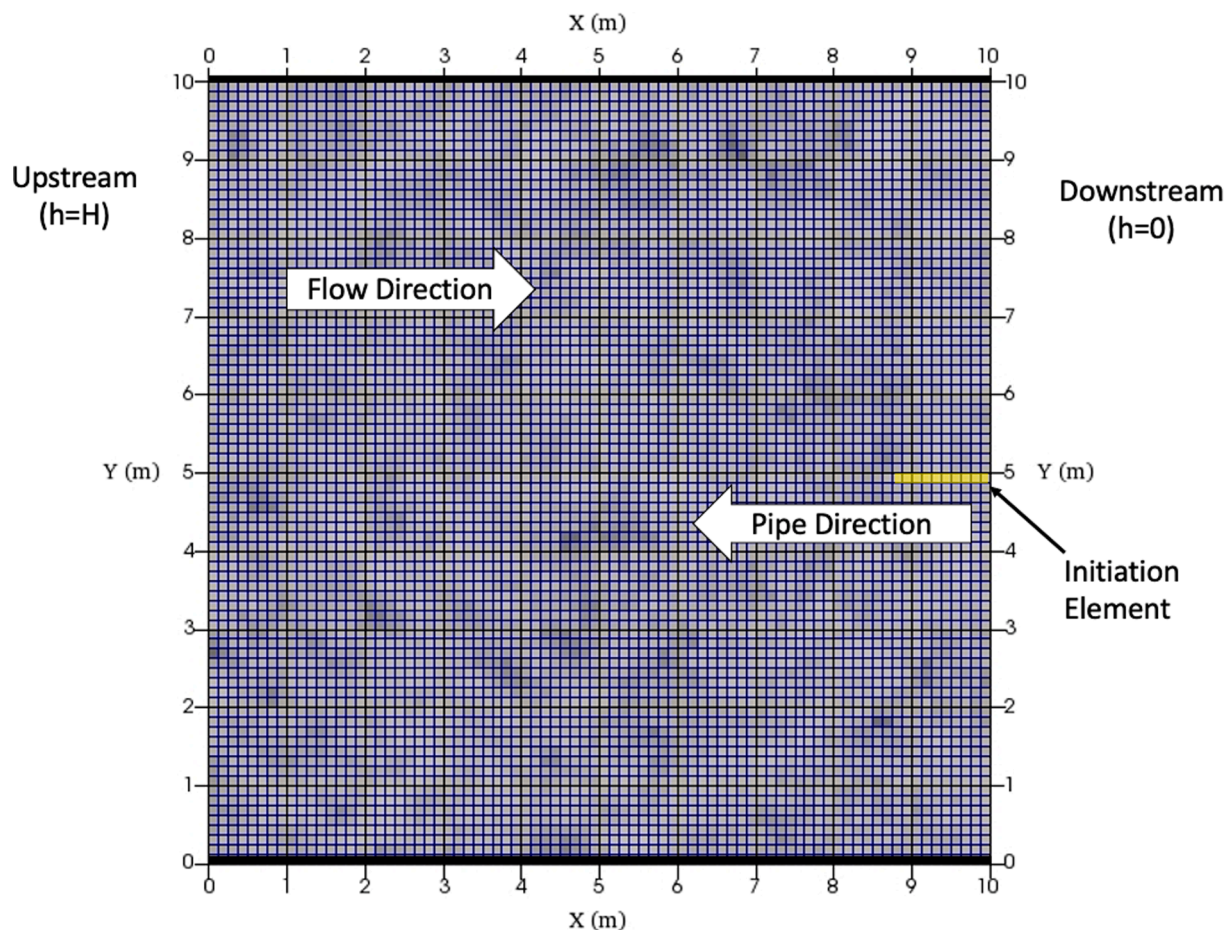 X (m)
0 1 2 3 4 5 6 7 8 9 10
10 10
9 9
Upstream
(h=H)
Downstream
(h=0)
8
Flow Direction
7 7
6 6
Y (m) 5 5 Y (m)
Pipe Direction
4 4
Initiation
Element
3 3
2 2
1 1
0 0
0 1 2 3 4 5 6 7 8 9 10
X (m)